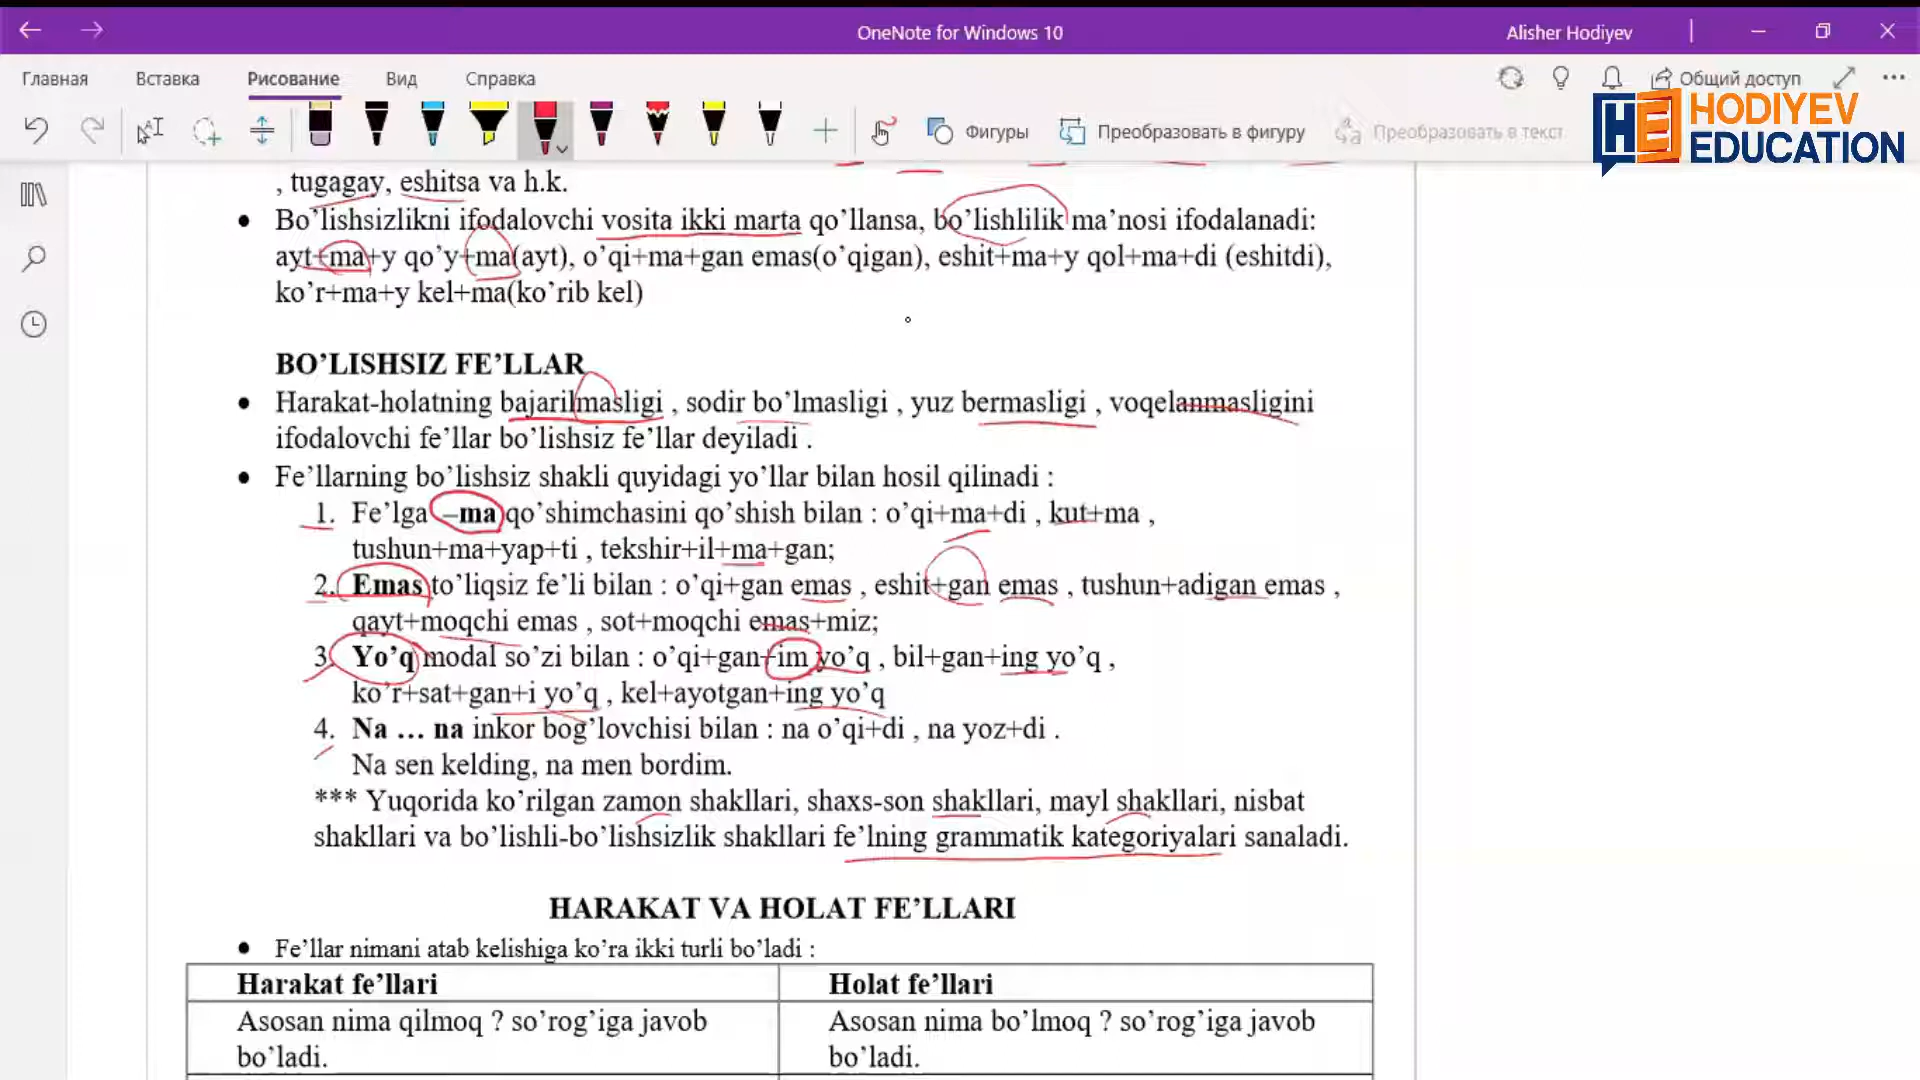 OneNote for Windows 10
Alisher Hodiyev
Главная Вставка Рисование Вид Справка
Общий доступ
Фигуры Преобразовать в фигуру Преобразовать в текст
HODIYEV
EDUCATION
, tugagay, eshitsa va h.k.
• Bo’lishsizlikni ifodalovchi vosita ikki marta qo’llansa, bo’lishlilik ma’nosi ifodalanadi:
ayt+ma+y qo’y+ma(ayt), o’qi+ma+gan emas(o’qigan), eshit+ma+y qol+ma+di (eshitdi),
ko’r+ma+y kel+ma(ko’rib kel)
BO’LISHSIZ FE’LLAR
• Harakat-holatning bajarilmasligi , sodir bo’lmasligi , yuz bermasligi , voqelanmasligini
ifodalovchi fe’llar bo’lishsiz fe’llar deyiladi .
• Fe’llarning bo’lishsiz shakli quyidagi yo’llar bilan hosil qilinadi :
1. Fe’lga –ma qo’shimchasini qo’shish bilan : o’qi+ma+di , kut+ma ,
tushun+ma+yap+ti , tekshir+il+ma+gan;
2. Emas to’liqsiz fe’li bilan : o’qi+gan emas , eshit+gan emas , tushun+adigan emas ,
qayt+moqchi emas , sot+moqchi emas+miz;
3. Yo’q modal so’zi bilan : o’qi+gan+im yo’q , bil+gan+ing yo’q ,
ko’r+sat+gan+i yo’q , kel+ayotgan+ing yo’q
4. Na … na inkor bog’lovchisi bilan : na o’qi+di , na yoz+di .
Na sen kelding, na men bordim.
*** Yuqorida ko’rilgan zamon shakllari, shaxs-son shakllari, mayl shakllari, nisbat
shakllari va bo’lishli-bo’lishsizlik shakllari fe’lning grammatik kategoriyalari sanaladi.
HARAKAT VA HOLAT FE’LLARI
• Fe’llar nimani atab kelishiga ko’ra ikki turli bo’ladi :
Harakat fe’llari
Holat fe’llari
Asosan nima qilmoq ? so’rog’iga javob
bo’ladi.
Asosan nima bo’lmoq ? so’rog’iga javob
bo’ladi.